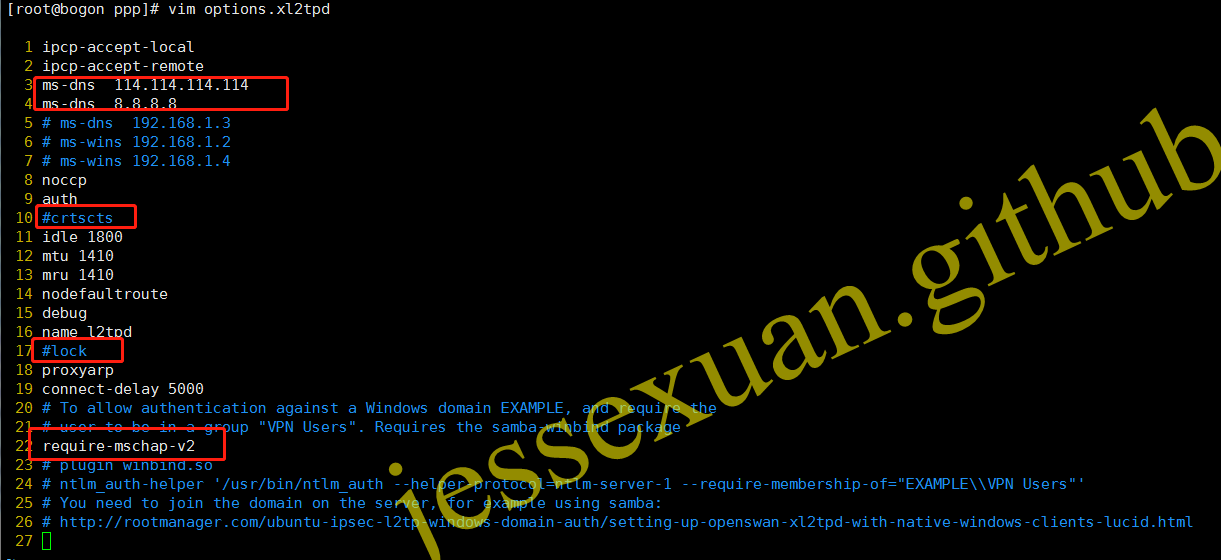 [root@bogon ppp]# vim options.xl2tpd
1 ipcp-accept-local
2 ipcp-accept-remote
3 ms-dns  114.114.114.114
4 ms-dns  8.8.8.8
5 # ms-dns  192.168.1.3
6 # ms-wins 192.168.1.2
7 # ms-wins 192.168.1.4
8 noccp
9 auth
10 #crtscts
11 idle 1800
12 mtu 1410
13 mru 1410
14 nodefaultroute
15 debug
16 name l2tpd
17 #lock
18 proxyarp
19 connect-delay 5000
20 # To allow authentication against a Windows domain EXAMPLE, and require the
21 # user to be in a group "VPN Users". Requires the samba-winbind package
22 require-mschap-v2
23 # plugin winbind.so
24 # ntlm_auth-helper '/usr/bin/ntlm_auth --helper-protocol=ntlm-server-1 --require-membership-of="EXAMPLE\\VPN Users"'
25 # You need to join the domain on the server, for example using samba:
26 # http://rootmanager.com/ubuntu-ipsec-l2tp-windows-domain-auth/setting-up-openswan-xl2tpd-with-native-windows-clients-lucid.html
27
jessexuan.github